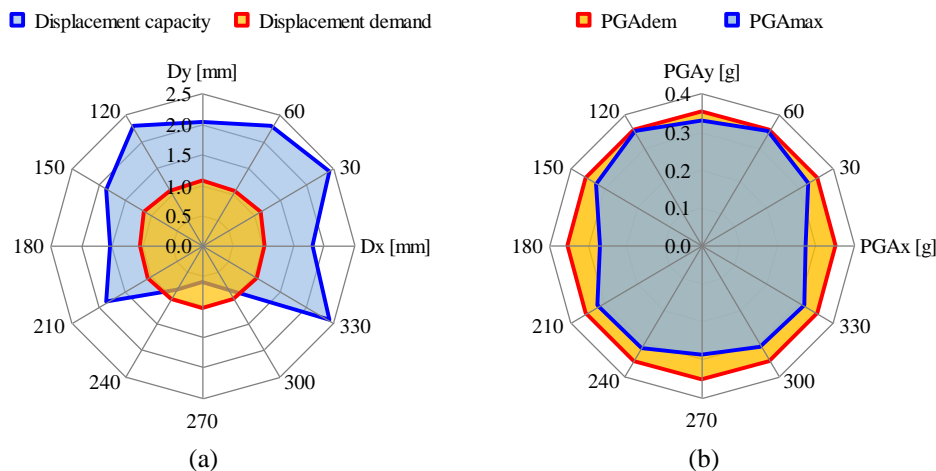 Displacement capacity Displacement demand
Dy [mm]
2.5
120 60
2.0
150 1.5 30
1.0
0.5
180 0.0 Dx [mm]
210 330
240 300
270
(a)
PGAdem PGAmax
PGAy [g]
0.4
120 60
0.3
150 30
0.2
0.1
180 0.0 PGAx [g]
210 330
240 300
270
(b)